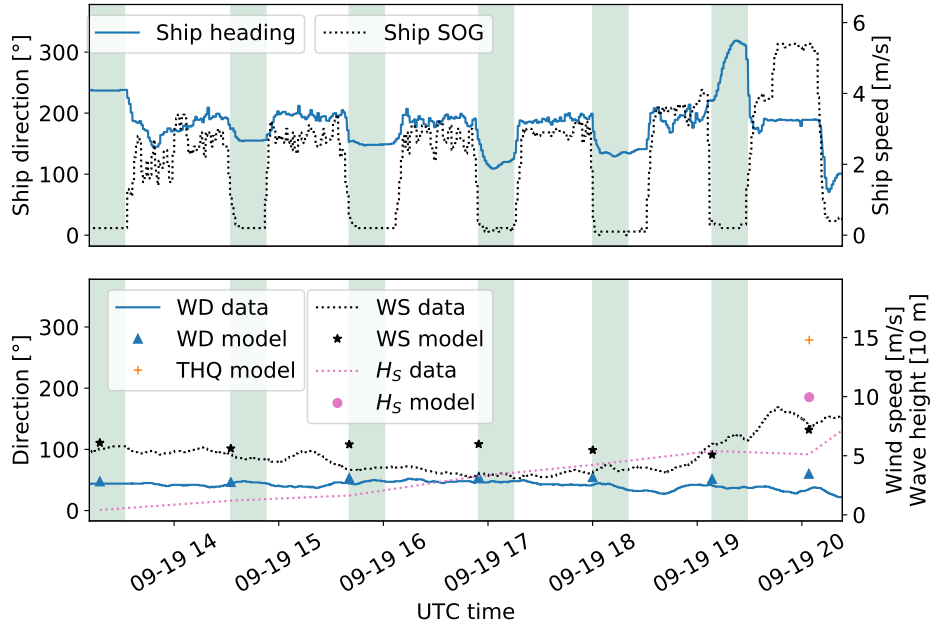 Ship heading
Ship SOG
Ship direction [°]
300
200
100
0
Ship speed [m/s]
6
4
2
0
WD data
WD model
THQ model
WS data
WS model
H_S data
H_S model
Direction [°]
300
200
100
0
Wind speed [m/s]
Wave height [10 m]
15
10
5
0
09-19 14
09-19 15
09-19 16
09-19 17
09-19 18
09-19 19
09-19 20
UTC time